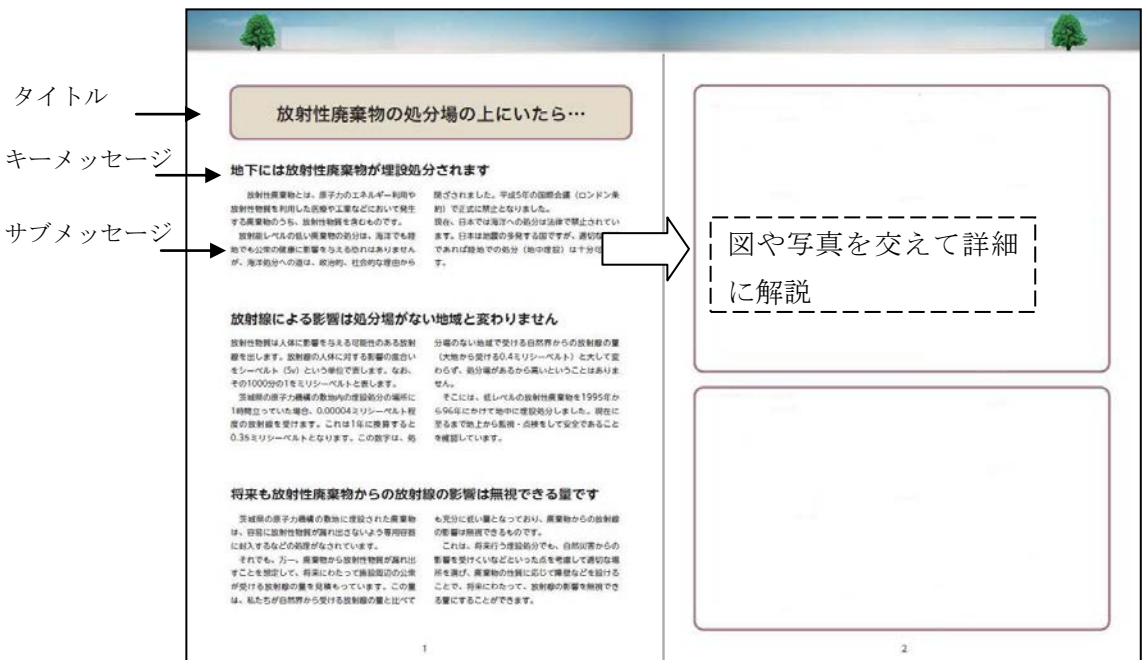 タイトル
キーメッセージ
サブメッセージ
放射性廃棄物の処分場の上にいたら…
地下には放射性廃棄物が埋設処分されます
放射性廃棄物とは、原子力のエネルギー利用や
放射性物質を利用した医療や工業などにおいて発生
する廃棄物のうち、放射性物質を含むものです。
放射能レベルの低い廃棄物の処分は、海洋でも陸
地でも公衆の健康に影響を与える恐れはありません
が、海洋処分への道は、政治的、社会的な理由から
閉ざされました。平成5年の国際会議（ロンドン条
約）で正式に禁止となりました。
現在、日本では海洋への処分は法律で禁止されてい
ます。日本は地震の多発する国ですが、適切な
であれば陸地での処分（地中埋設）は十分
す。
放射線による影響は処分場がない地域と変わりません
放射性物質は人体に影響を与える可能性のある放射
線を出します。放射線の人体に対する影響の度合い
をシーベルト（Sv）という単位で表します。なお、
その1000分の1をミリシーベルトと表します。
茨城県の原子力機構の敷地内の埋設処分の場所に
1時間立っていた場合、0.00004ミリシーベルト程
度の放射線を受けます。これは1年に換算すると
0.35ミリシーベルトとなります。この数字は、処
分場のない地域で受ける自然界からの放射線の量
（大地から受ける0.4ミリシーベルト）と大して変
わらず、処分場があるから高いということはありま
せん。
そこには、低レベルの放射性廃棄物を1995年か
ら96年にかけて地中に埋設処分しました。現在に
至るまで地上から監視・点検をして安全であること
を確認しています。
将来も放射性廃棄物からの放射線の影響は無視できる量です
茨城県の原子力機構の敷地に埋設された廃棄物
は、容易に放射性物質が漏れ出さないよう専用容器
に封入するなどの処理がなされています。
それでも、万一、廃棄物から放射性物質が漏れ出
すことを想定して、将来にわたって施設周辺の公衆
が受ける放射線の量を見積もっています。この量
は、私たちが自然界から受ける放射線の量と比べて
も充分に低い量となっており、廃棄物からの放射線
の影響は無視できるものです。
これは、将来行う埋設処分でも、自然災害からの
影響を受けくいなどといった点を考慮して適切な場
所を選び、廃棄物の性質に応じて障壁などを設ける
ことで、将来にわたって、放射線の影響を無視でき
る量にすることができます。
1
図や写真を交えて詳細
に解説
2